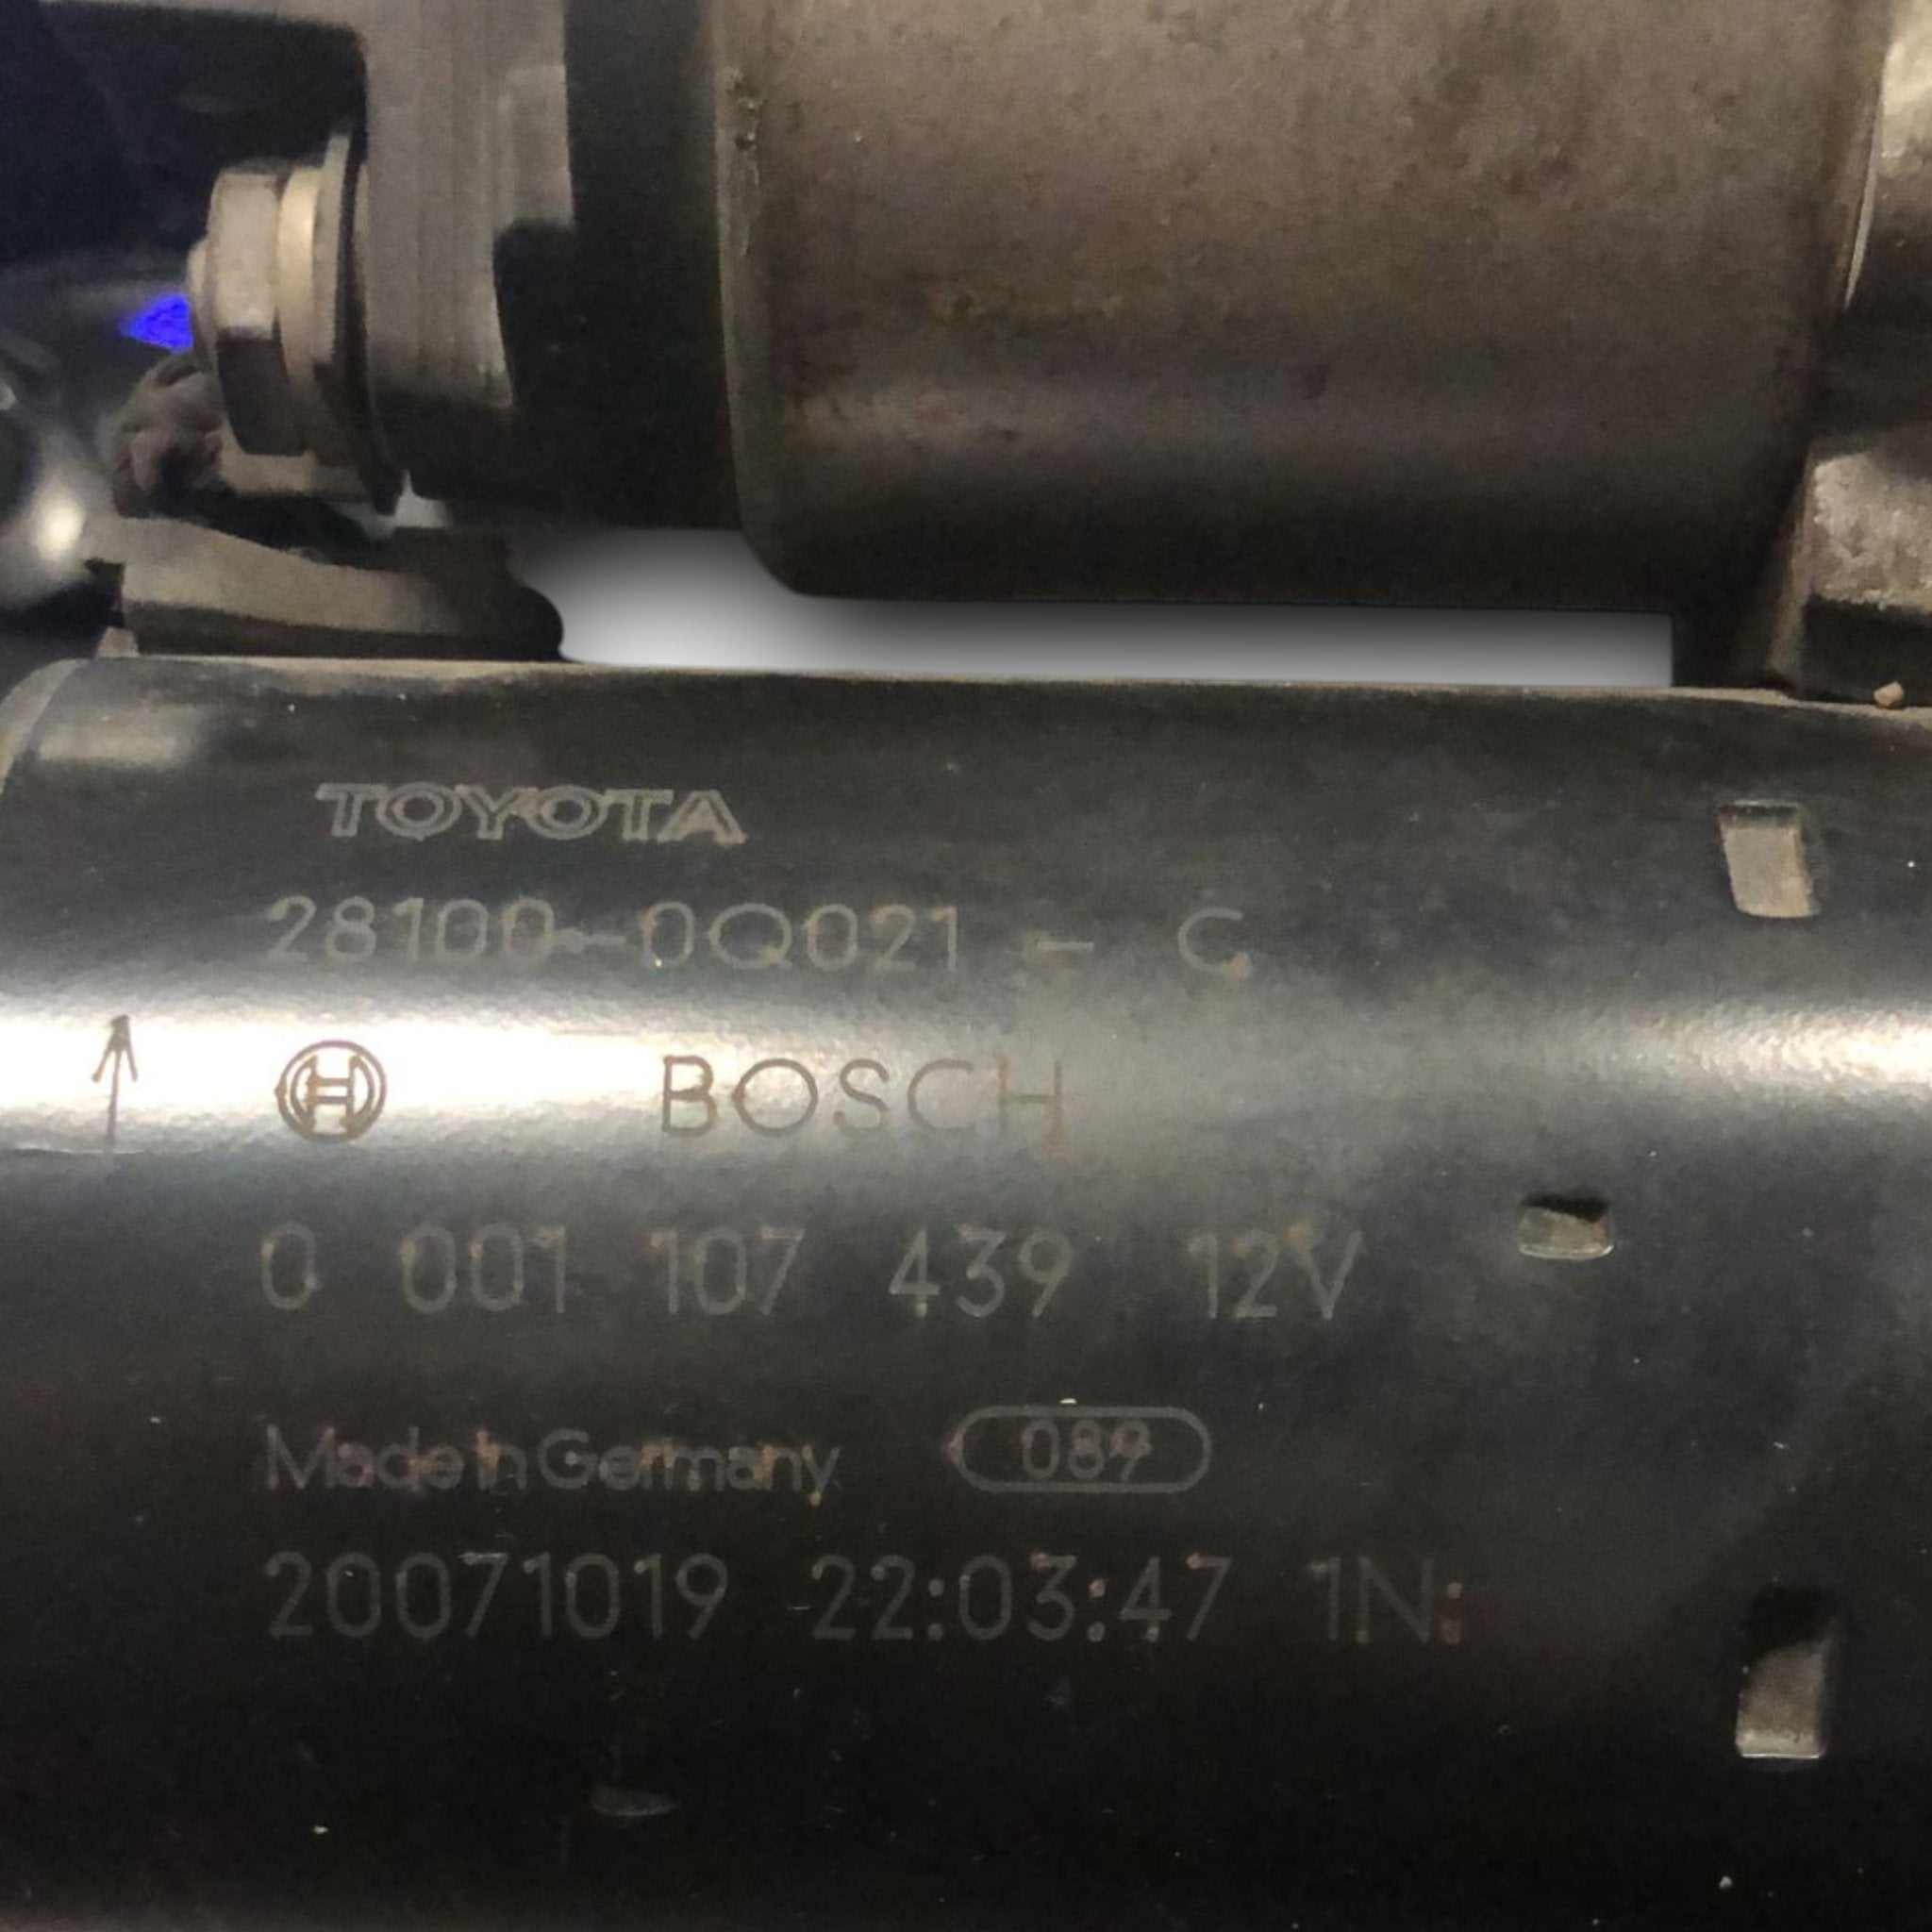 TOYOTA
28100-0Q021 - C
BOSCH
0 001 107 439 12V
Made in Germany 089
20071019 22:03:47 1N: